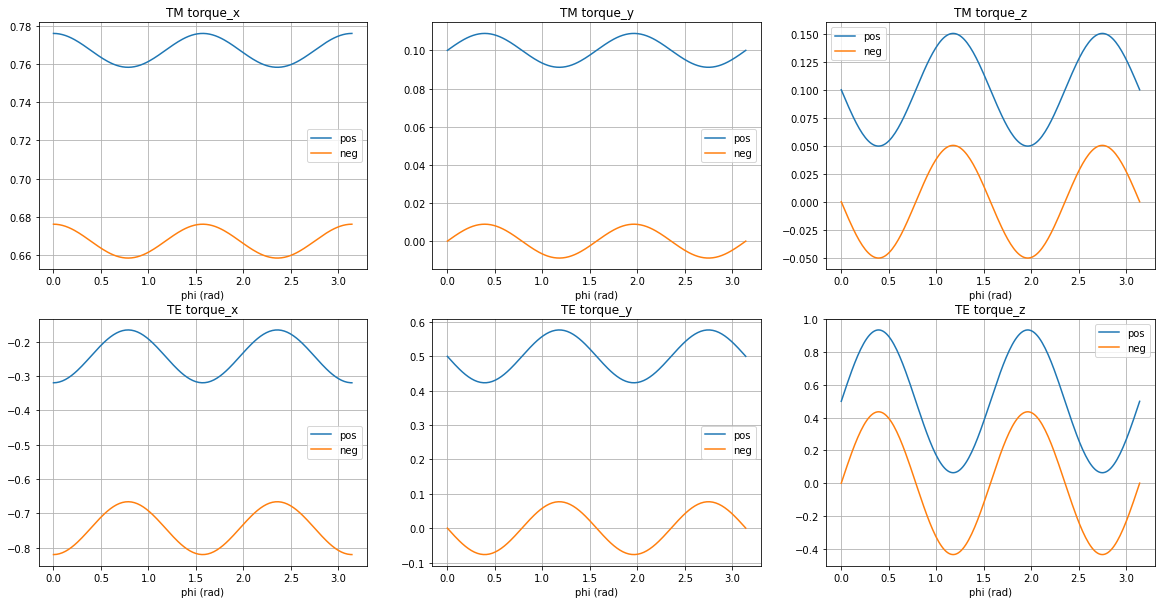 TM torque_x
0.78
0.76
0.74
0.72
0.70
0.68
0.66
pos
neg
0.0 0.5 1.0 1.5 2.0 2.5 3.0
phi (rad)
TM torque_y
0.10
0.08
0.06
0.04
0.02
0.00
pos
neg
0.0 0.5 1.0 1.5 2.0 2.5 3.0
phi (rad)
TM torque_z
0.150
0.125
0.100
0.075
0.050
0.025
0.000
−0.025
−0.050
pos
neg
0.0 0.5 1.0 1.5 2.0 2.5 3.0
phi (rad)
TE torque_x
−0.2
−0.3
−0.4
−0.5
−0.6
−0.7
−0.8
pos
neg
0.0 0.5 1.0 1.5 2.0 2.5 3.0
phi (rad)
TE torque_y
0.6
0.5
0.4
0.3
0.2
0.1
0.0
−0.1
pos
neg
0.0 0.5 1.0 1.5 2.0 2.5 3.0
phi (rad)
TE torque_z
1.0
0.8
0.6
0.4
0.2
0.0
−0.2
−0.4
pos
neg
0.0 0.5 1.0 1.5 2.0 2.5 3.0
phi (rad)